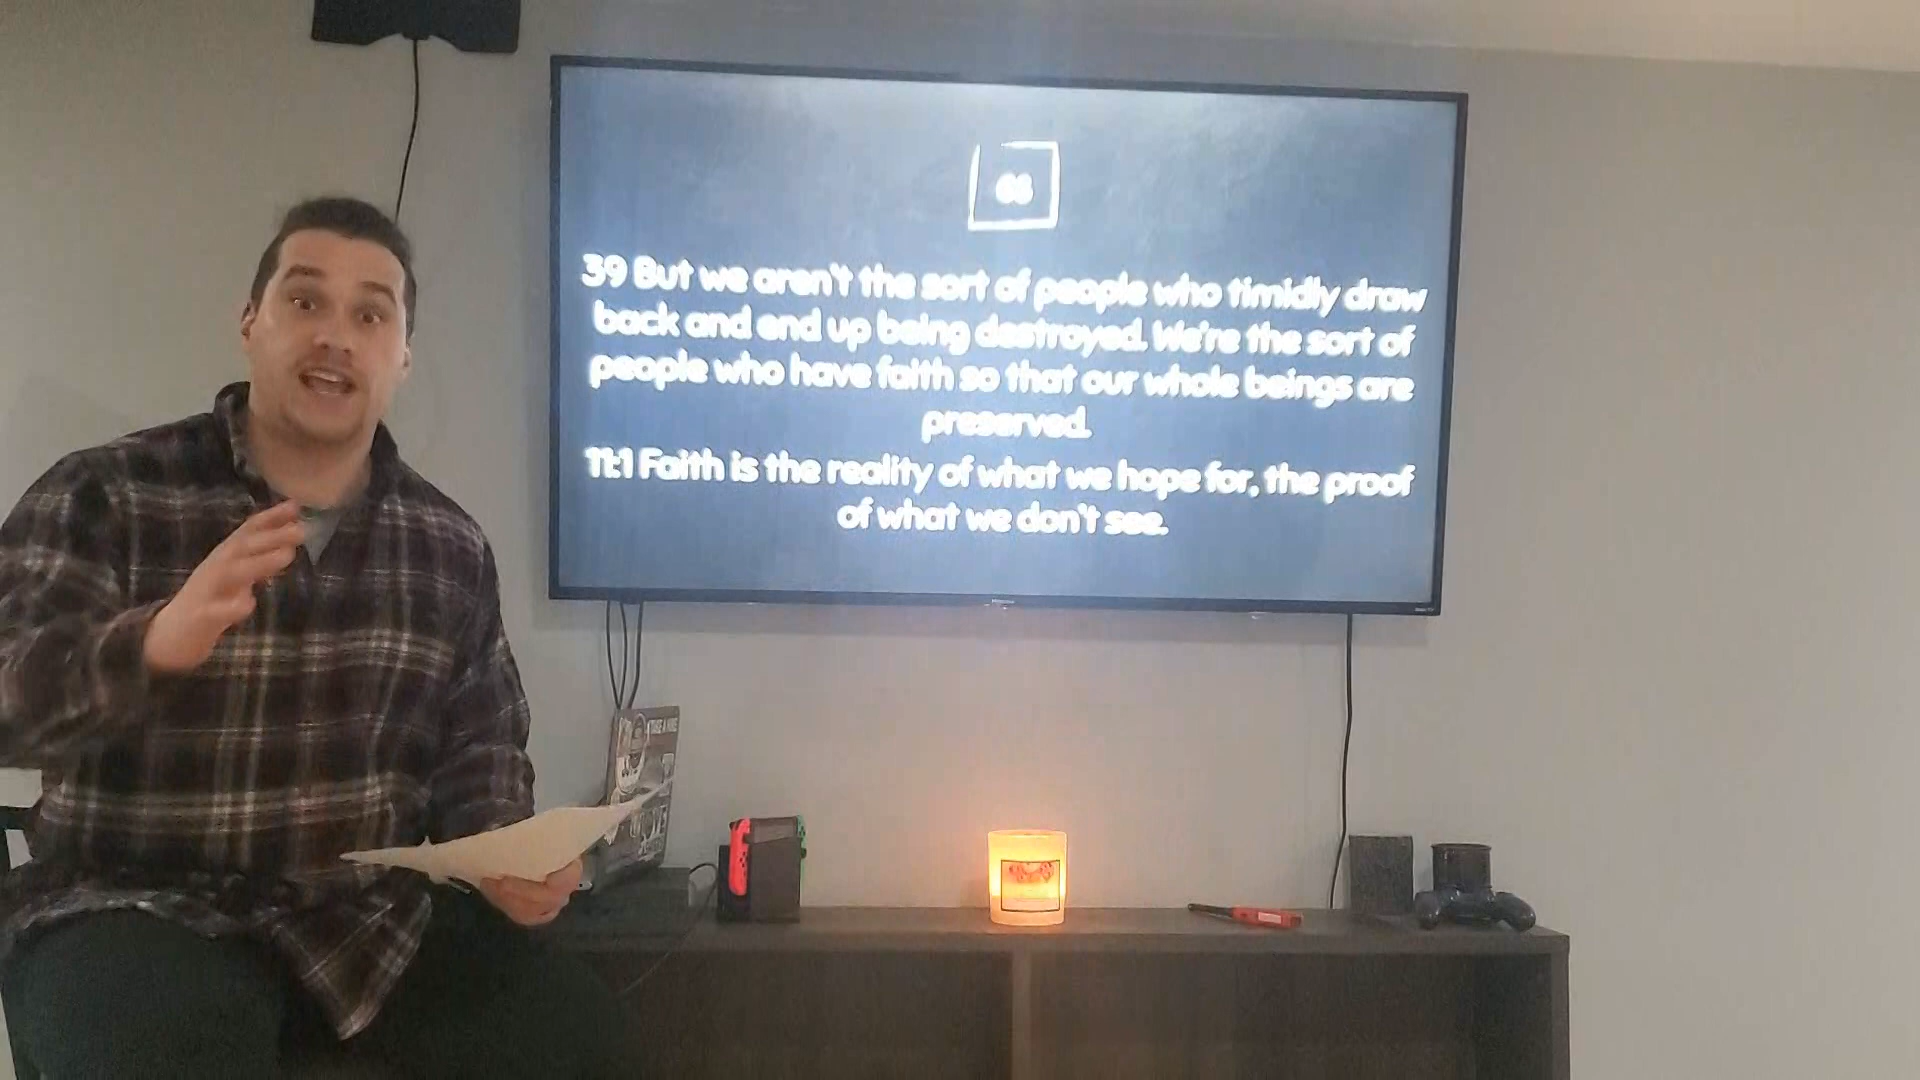 39 But we aren't the sort of people who timidly draw
back and end up being destroyed. We're the sort of
people who have faith so that our whole beings are
preserved.
11:1 Faith is the reality of what we hope for, the proof
of what we don't see.
TAKE A HIKE